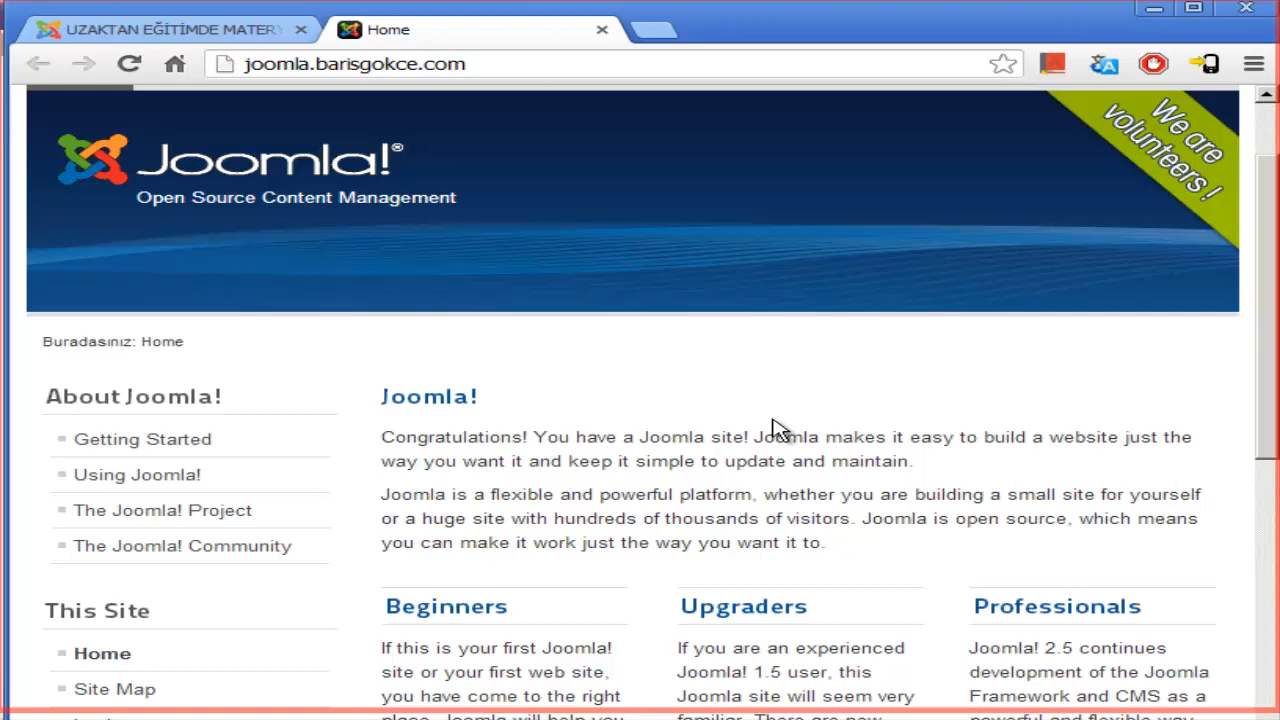 UZAKTAN EĞİTİMDE MATERY
Home
joomla.barisgokce.com
Joomla!®
Open Source Content Management
We are
volunteers!
Buradasınız: Home
About Joomla!
Getting Started
Using Joomla!
The Joomla! Project
The Joomla! Community
This Site
Home
Site Map
Joomla!
Congratulations! You have a Joomla site! Joomla makes it easy to build a website just the
way you want it and keep it simple to update and maintain.
Joomla is a flexible and powerful platform, whether you are building a small site for yourself
or a huge site with hundreds of thousands of visitors. Joomla is open source, which means
you can make it work just the way you want it to.
Beginners
If this is your first Joomla!
site or your first web site,
you have come to the right
place. Joomla will help you
Upgraders
If you are an experienced
Joomla! 1.5 user, this
Joomla site will seem very
familiar. There are new
Professionals
Joomla! 2.5 continues
development of the Joomla
Framework and CMS as a
powerful and flexible way